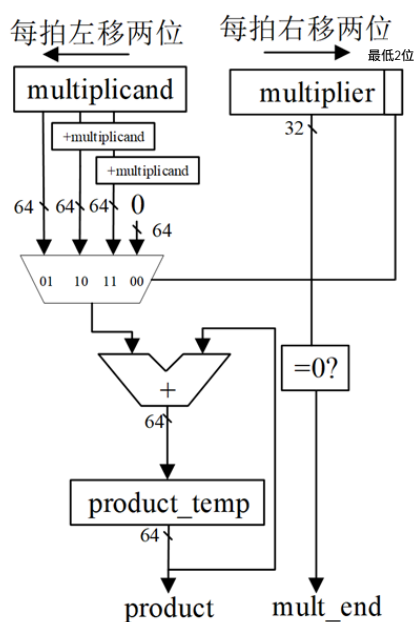 每拍左移两位
每拍右移两位
最低2位
multiplicand
multiplier
+multiplicand
32
+multiplicand
64
64
64
0
64
01
10
11
00
=0?
+
64
product_temp
64
product
mult_end